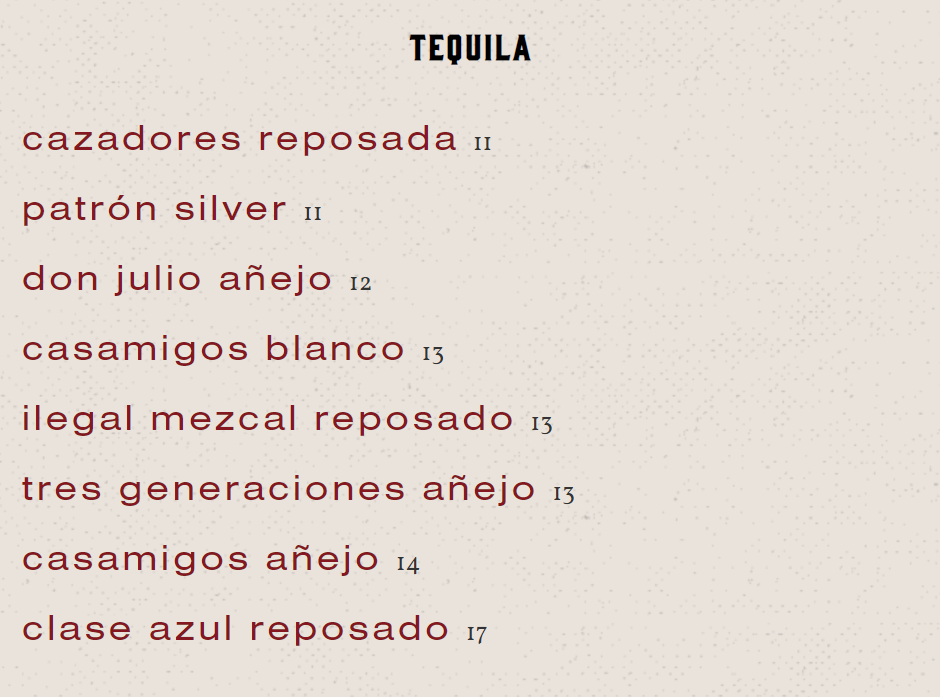 TEQUILA
cazadores reposada 11
patrón silver 11
don julio añejo 12
casamigos blanco 13
ilegal mezcal reposado 13
tres generaciones añejo 13
casamigos añejo 14
clase azul reposado 17